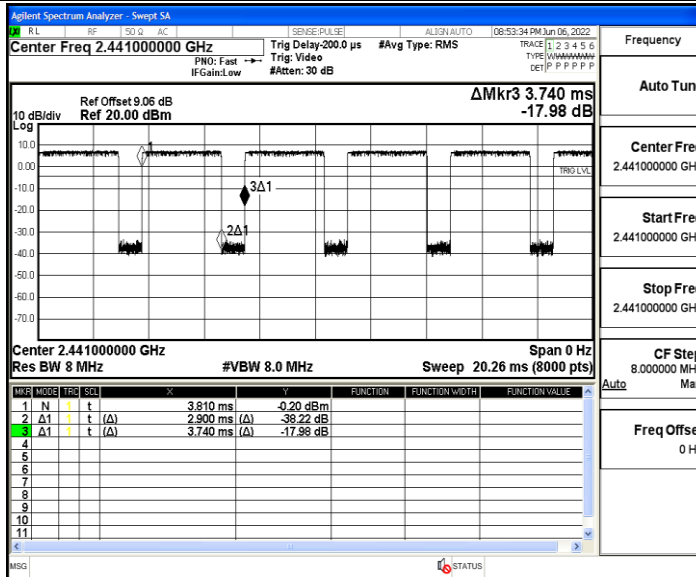 Agilent Spectrum Analyzer - Swept SA
RL RF 50 Ω AC SENSE:PULSE ALIGN AUTO 08:53:34 PM Jun 06, 2022
Center Freq 2.441000000 GHz
PNO: Fast
IFGain:Low
Trig Delay-200.0 µs
Trig: Video
#Atten: 30 dB
#Avg Type: RMS
TRACE 1 2 3 4 5 6
TYPE
DET P P P P P P
Ref Offset 9.06 dB
Ref 20.00 dBm
10 dB/div
Log
ΔMkr3 3.740 ms
-17.98 dB
10.0
0.00
-10.0
-20.0
-30.0
-40.0
-50.0
-60.0
-70.0
1
2Δ1
3Δ1
TRIG LVL
Center 2.441000000 GHz Span 0 Hz
Res BW 8 MHz #VBW 8.0 MHz Sweep 20.26 ms (8000 pts)
MKR MODE TRC SCL X Y FUNCTION FUNCTION WIDTH FUNCTION VALUE
1 N 1 t 3.810 ms -0.20 dBm
2 Δ1 1 t (Δ) 2.900 ms (Δ) -38.22 dB
3 Δ1 1 t (Δ) 3.740 ms (Δ) -17.98 dB
4
5
6
7
8
9
10
11
MSG STATUS
Frequency
Auto Tun
Center Fre
2.441000000 GH
Start Fre
2.441000000 GH
Stop Fre
2.441000000 GH
CF Step
8.000000 MH
Auto Ma
Freq Offse
0 H